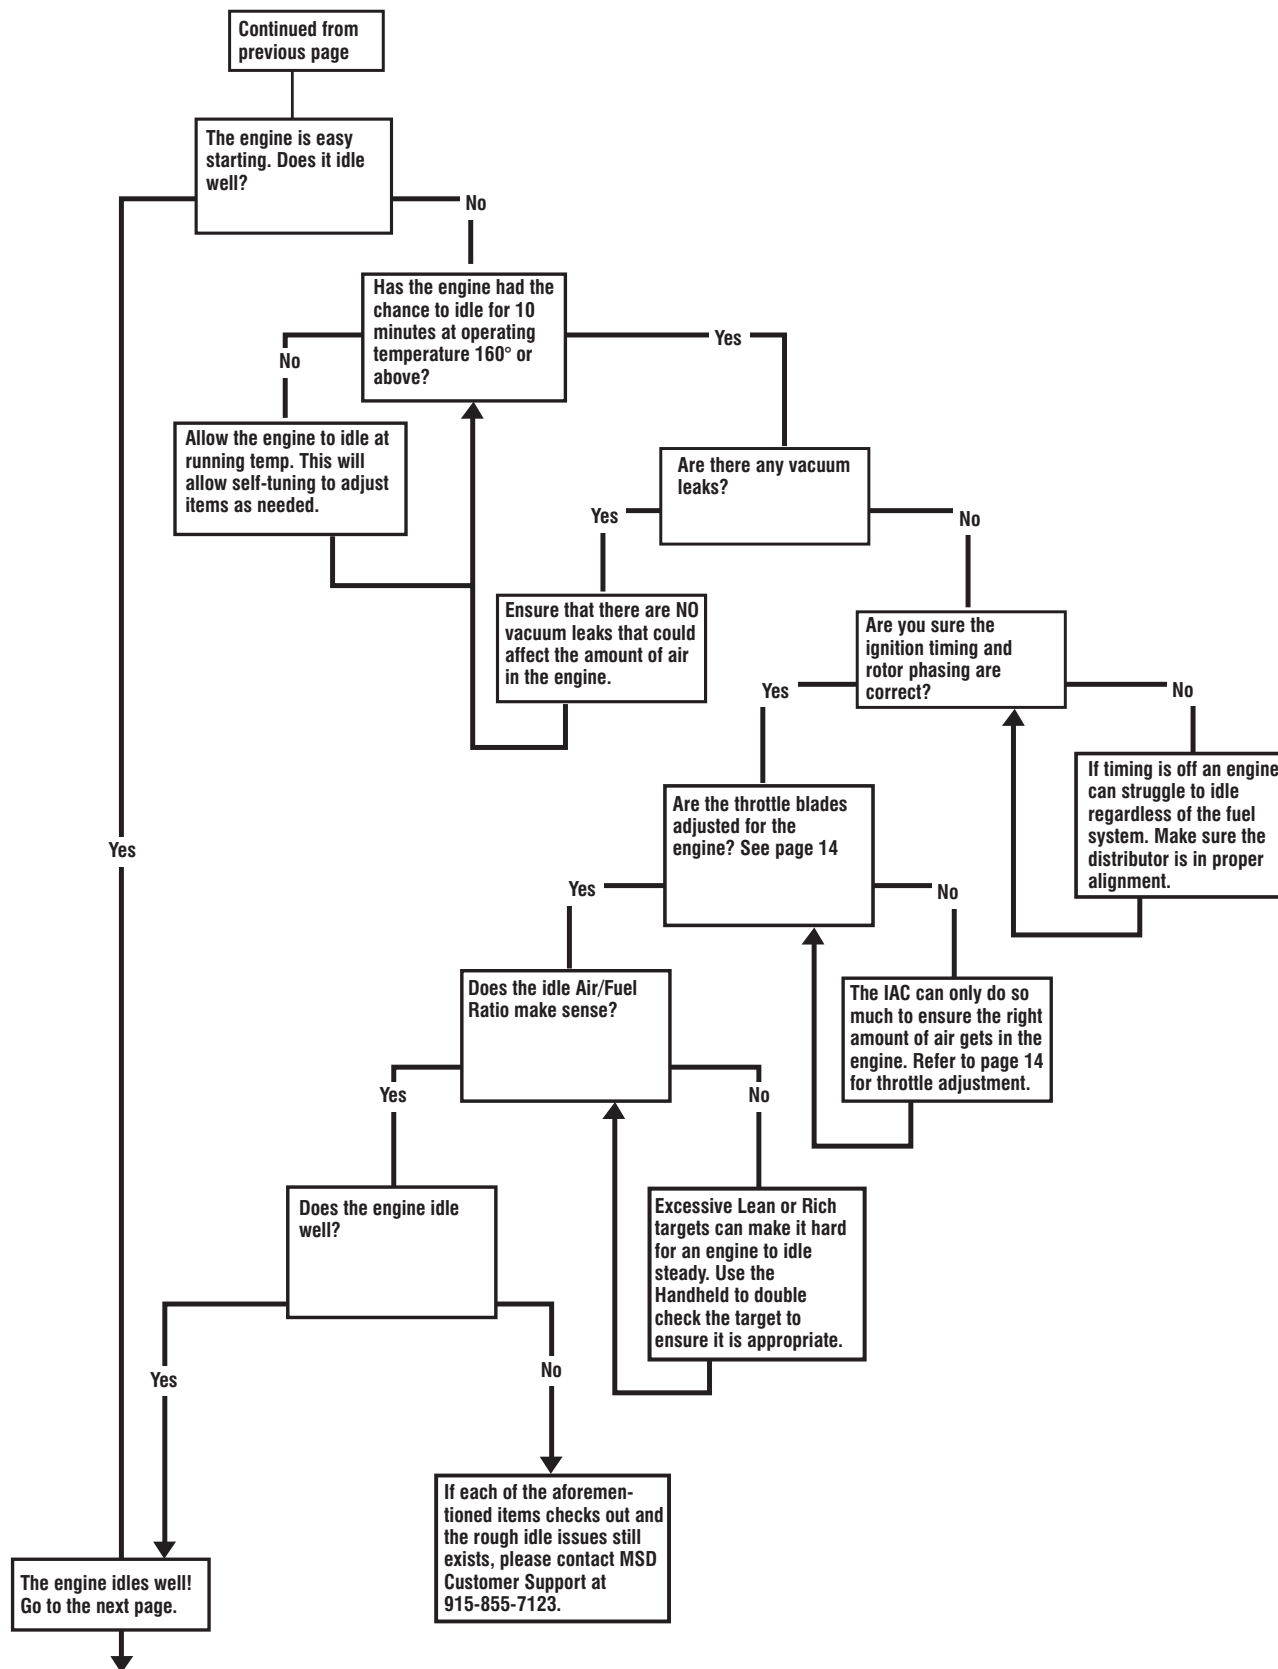 Continued from
previous page
The engine is easy
starting. Does it idle
well?
No
Has the engine had the
chance to idle for 10
minutes at operating
temperature 160° or
above?
No
Yes
Allow the engine to idle at
running temp. This will
allow self-tuning to adjust
items as needed.
Are there any vacuum
leaks?
Yes
No
Ensure that there are NO
vacuum leaks that could
affect the amount of air
in the engine.
Are you sure the
ignition timing and
rotor phasing are
correct?
Yes
No
If timing is off an engine
can struggle to idle
regardless of the fuel
system. Make sure the
distributor is in proper
alignment.
Are the throttle blades
adjusted for the
engine? See page 14
Yes
Yes
No
Does the idle Air/Fuel
Ratio make sense?
The IAC can only do so
much to ensure the right
amount of air gets in the
engine. Refer to page 14
for throttle adjustment.
Yes
No
Does the engine idle
well?
Excessive Lean or Rich
targets can make it hard
for an engine to idle
steady. Use the
Handheld to double
check the target to
ensure it is appropriate.
Yes
No
If each of the aforemen-
tioned items checks out and
the rough idle issues still
exists, please contact MSD
Customer Support at
915-855-7123.
The engine idles well!
Go to the next page.